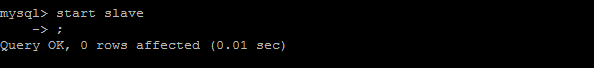 mysql> start slave
    -> ;
Query OK, 0 rows affected (0.01 sec)